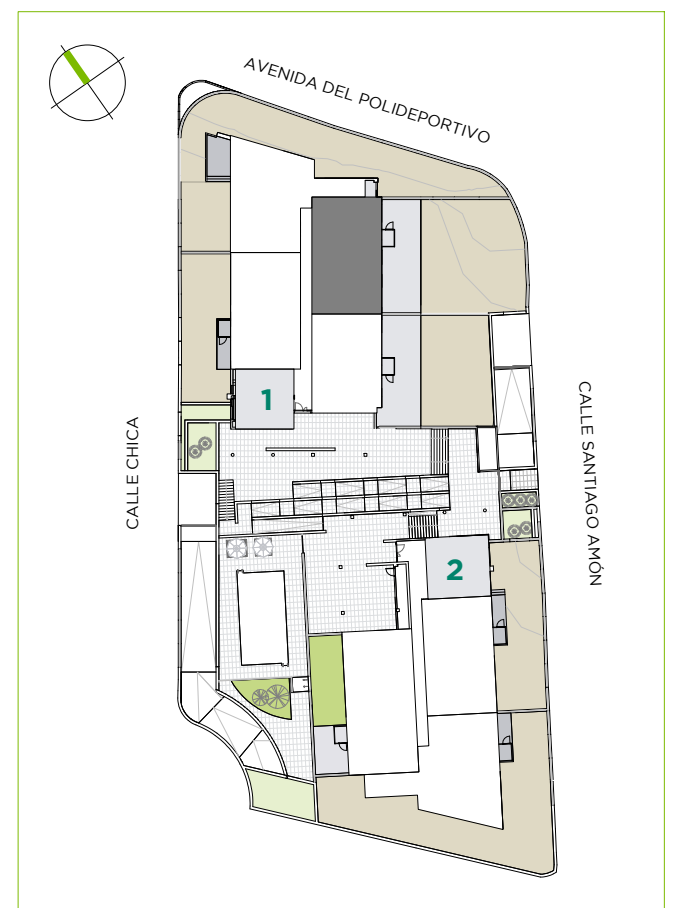 AVENIDA DEL POLIDEPORTIVO
1
CALLE CHICA
CALLE SANTIAGO AMÓN
2